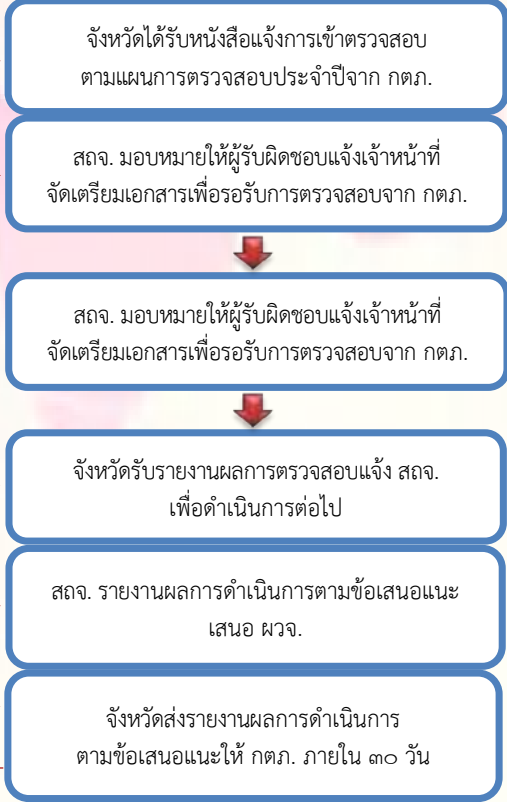 จังหวัดได้รับหนังสือแจ้งการเข้าตรวจสอบ
ตามแผนการตรวจสอบประจำปีจาก กตภ.
สถจ. มอบหมายให้ผู้รับผิดชอบแจ้งเจ้าหน้าที่
จัดเตรียมเอกสารเพื่อรอรับการตรวจสอบจาก กตภ.
สถจ. มอบหมายให้ผู้รับผิดชอบแจ้งเจ้าหน้าที่
จัดเตรียมเอกสารเพื่อรอรับการตรวจสอบจาก กตภ.
จังหวัดรับรายงานผลการตรวจสอบแจ้ง สถจ.
เพื่อดำเนินการต่อไป
สถจ. รายงานผลการดำเนินการตามข้อเสนอแนะ
เสนอ ผวจ.
จังหวัดส่งรายงานผลการดำเนินการ
ตามข้อเสนอแนะให้ กตภ. ภายใน ๓๐ วัน